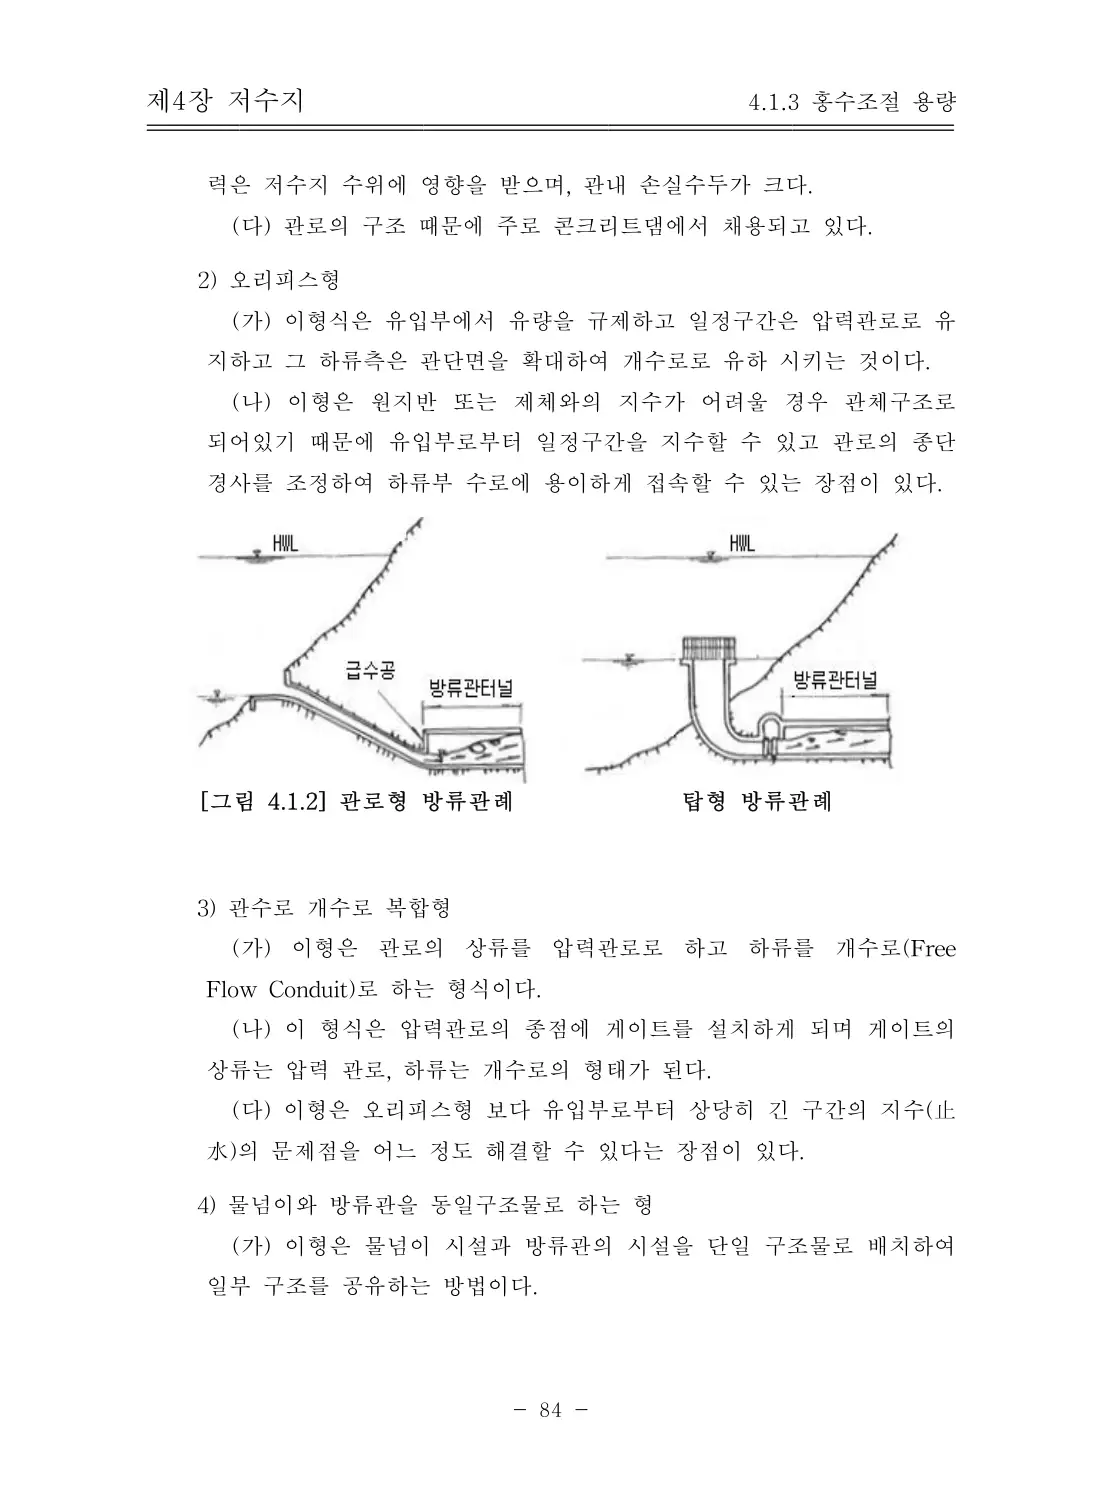 제4장 저수지
4.1.3 홍수조절 용량
력은 저수지 수위에 영향을 받으며, 관내 손실수두가 크다.
(다) 관로의 구조 때문에 주로 콘크리트댐에서 채용되고 있다.
2) 오리피스형
(가) 이형식은 유입부에서 유량을 규제하고 일정구간은 압력관로로 유
지하고 그 하류측은 관단면을 확대하여 개수로로 유하 시키는 것이다.
(나) 이형은 원지반 또는 제체와의 지수가 어려울 경우 관체구조로
되어있기 때문에 유입부로부터 일정구간을 지수할 수 있고 관로의 종단
경사를 조정하여 하류부 수로에 용이하게 접속할 수 있는 장점이 있다.
HWL
급수공
방류관터널
HWL
방류관터널
[그림 4.1.2] 관로형 방류관례
탑형 방류관례
3) 관수로 개수로 복합형
(가) 이형은 관로의 상류를 압력관로로 하고 하류를 개수로(Free
Flow Conduit)로 하는 형식이다.
(나) 이 형식은 압력관로의 종점에 게이트를 설치하게 되며 게이트의
상류는 압력 관로, 하류는 개수로의 형태가 된다.
(다) 이형은 오리피스형 보다 유입부로부터 상당히 긴 구간의 지수(止
水)의 문제점을 어느 정도 해결할 수 있다는 장점이 있다.
4) 물넘이와 방류관을 동일구조물로 하는 형
(가) 이형은 물넘이 시설과 방류관의 시설을 단일 구조물로 배치하여
일부 구조를 공유하는 방법이다.
- 84 -